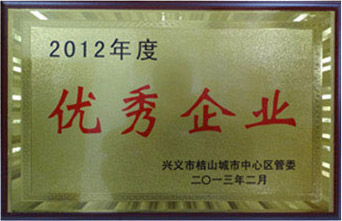 2012年度
优秀企业
兴义市桔山城市中心区管委
二〇一三年二月